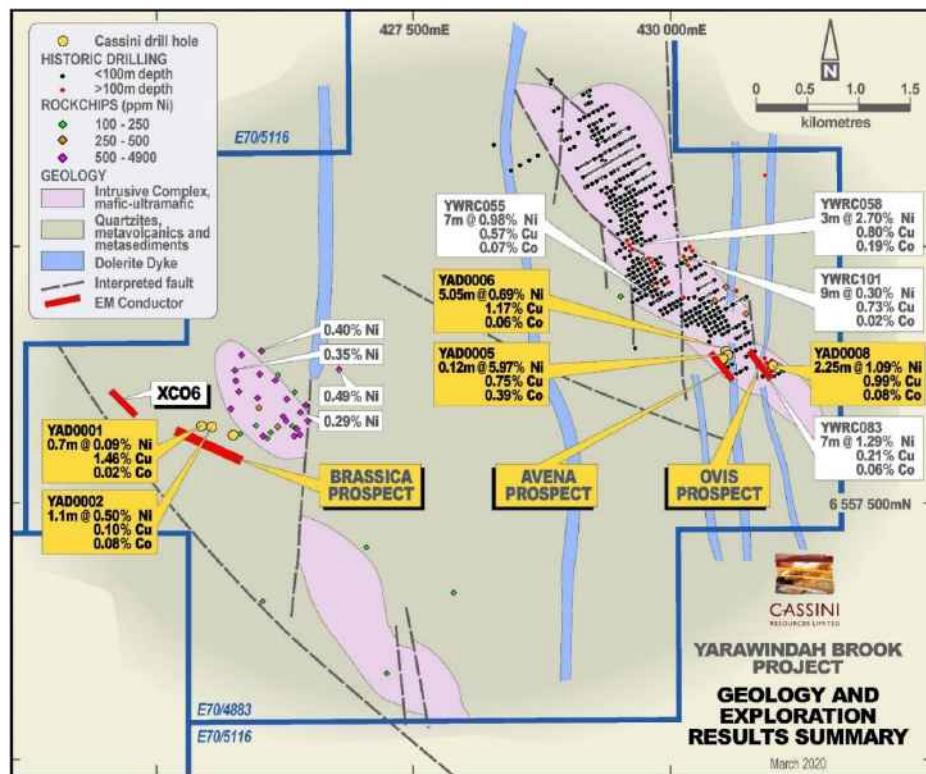 Cassini drill hole
HISTORIC DRILLING
<100m depth
>100m depth
ROCKCHIPS (ppm Ni)
100 - 250
250 - 500
500 - 4900
GEOLOGY
Intrusive Complex,
mafic-ultramafic
Quartzites,
metavolcanics and
metasediments
Dolerite Dyke
Interpreted fault
EM Conductor
427 500mE
430 000mE
N
0 0.5 1.0 1.5
kilometres
E70/5116
YWRC055
7m @ 0.98% Ni
0.57% Cu
0.07% Co
YWRC058
3m @ 2.70% Ni
0.80% Cu
0.19% Co
YAD0006
5.05m @ 0.69% Ni
1.17% Cu
0.06% Co
YWRC101
9m @ 0.30% Ni
0.73% Cu
0.02% Co
YAD0005
0.12m @ 5.97% Ni
0.75% Cu
0.39% Co
YAD0008
2.25m @ 1.09% Ni
0.99% Cu
0.08% Co
0.40% Ni
0.35% Ni
0.49% Ni
0.29% Ni
XC06
YAD0001
0.7m @ 0.09% Ni
1.46% Cu
0.02% Co
YAD0002
1.1m @ 0.50% Ni
0.10% Cu
0.08% Co
BRASSICA
PROSPECT
AVENA
PROSPECT
OVIS
PROSPECT
YWRC083
7m @ 1.29% Ni
0.21% Cu
0.06% Co
6 557 500mN
CASSINI
RESOURCES LIMITED
YARAWINDAH BROOK
PROJECT
GEOLOGY AND
EXPLORATION
RESULTS SUMMARY
March 2020
E70/4883
E70/5116